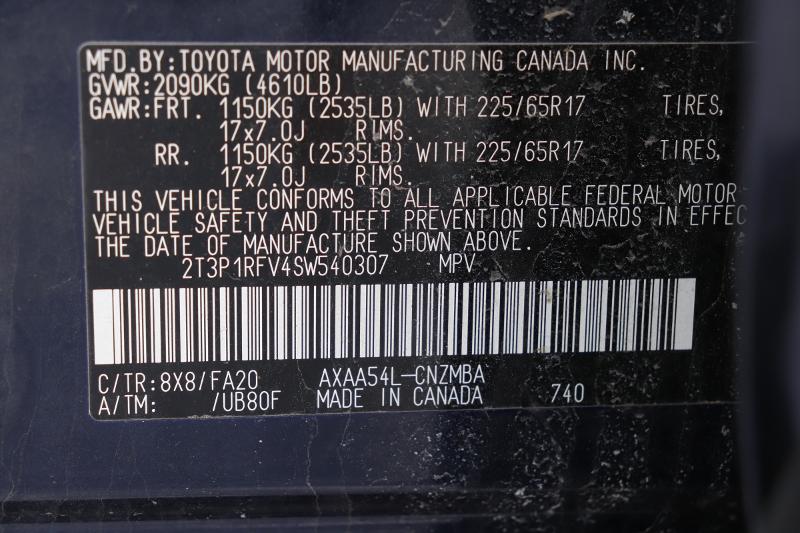 MFD.BY:TOYOTA MOTOR MANUFACTURING CANADA INC.
GVWR:2090KG (4610LB)
GAWR:FRT. 1150KG (2535LB) WITH 225/65R17 TIRES,
17x7.0J RIMS.
RR. 1150KG (2535LB) WITH 225/65R17 TIRES,
17x7.0J RIMS.
THIS VEHICLE CONFORMS TO ALL APPLICABLE FEDERAL MOTOR
VEHICLE SAFETY AND THEFT PREVENTION STANDARDS IN EFFEC
THE DATE OF MANUFACTURE SHOWN ABOVE.
2T3P1RFV4SW540307 MPV
C/TR:8X8/FA20 AXAA54L-CNZMBA
A/TM: /UB80F MADE IN CANADA 740